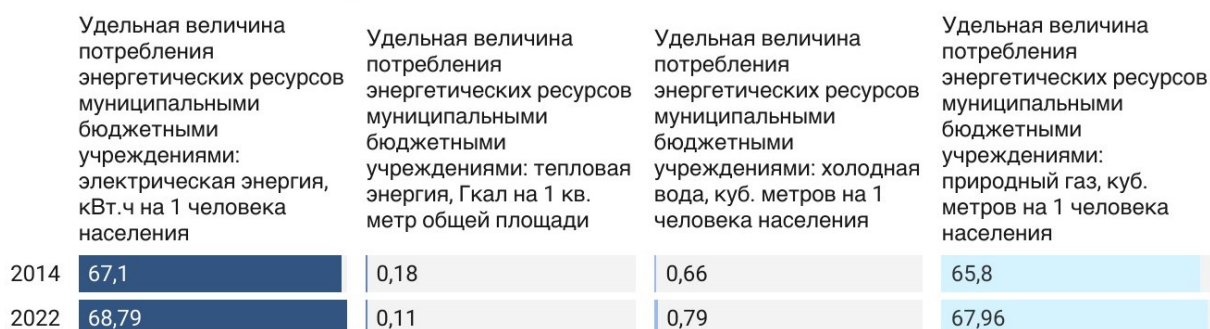 Удельная величина
потребления
энергетических ресурсов
муниципальными
бюджетными
учреждениями:
электрическая энергия,
кВт.ч на 1 человека
населения
Удельная величина
потребления
энергетических ресурсов
муниципальными
бюджетными
учреждениями: тепловая
энергия, Гкал на 1 кв.
метр общей площади
Удельная величина
потребления
энергетических ресурсов
муниципальными
бюджетными
учреждениями: холодная
вода, куб. метров на 1
человека населения
Удельная величина
потребления
энергетических ресурсов
муниципальными
бюджетными
учреждениями:
природный газ, куб.
метров на 1 человека
населения
2014 67,1 0,18 0,66 65,8
2022 68,79 0,11 0,79 67,96